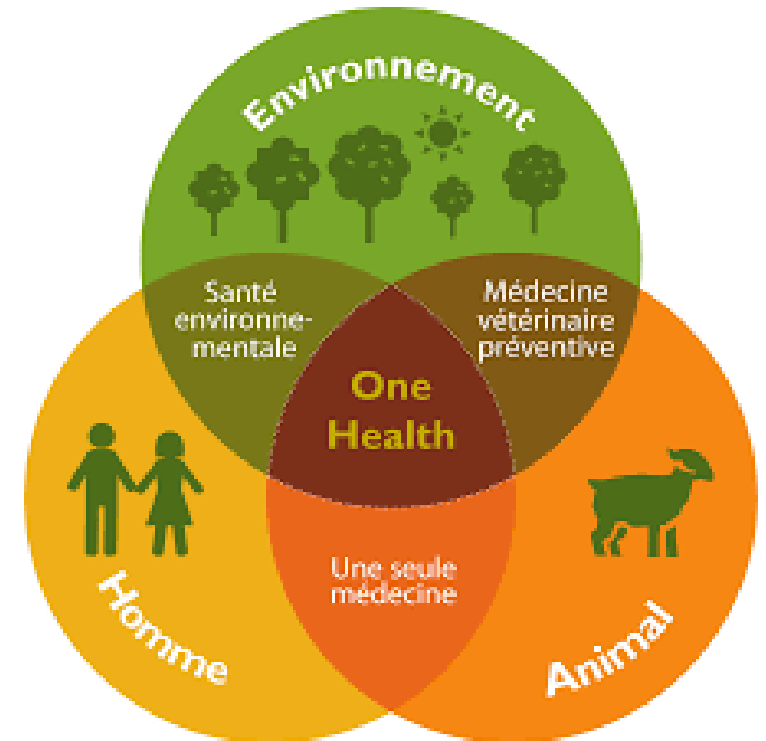 Environnement
Santé
environne-
mentale
Médecine
vétérinaire
préventive
One
Health
Une seule
médecine
Homme
Animal